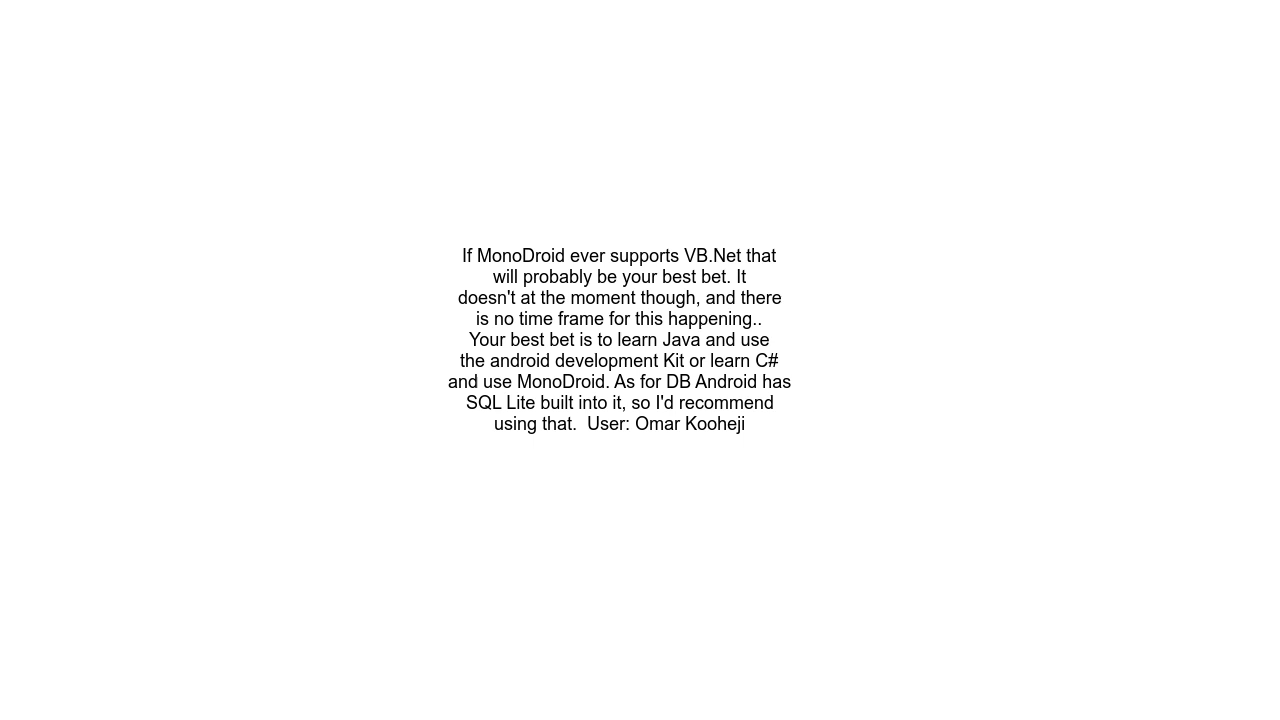 If MonoDroid ever supports VB.Net that
will probably be your best bet. It
doesn't at the moment though, and there
is no time frame for this happening..
Your best bet is to learn Java and use
the android development Kit or learn C#
and use MonoDroid. As for DB Android has
SQL Lite built into it, so I'd recommend
using that.  User: Omar Kooheji